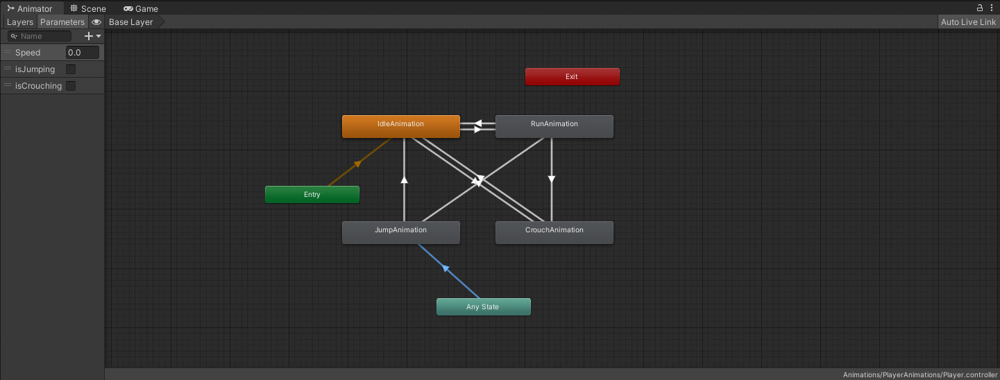 Animator Scene Game
Layers Parameters Base Layer Auto Live Link
Name
Speed 0.0
isJumping
isCrouching
Exit
IdleAnimation RunAnimation
Entry
JumpAnimation CrouchAnimation
Any State
Animations/PlayerAnimations/Player.controller